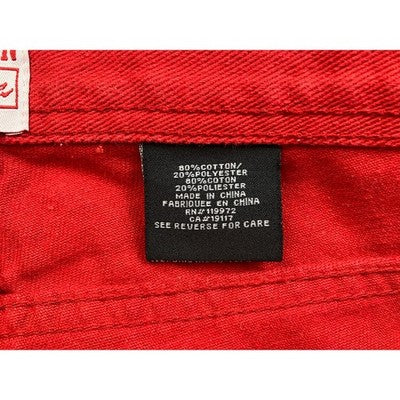 80%COTTON/
20%POLYESTER
80%COTON
20%POLIESTER
MADE IN CHINA
FABRIQUEE EN CHINA
RN#119972
CA#19117
SEE REVERSE FOR CARE